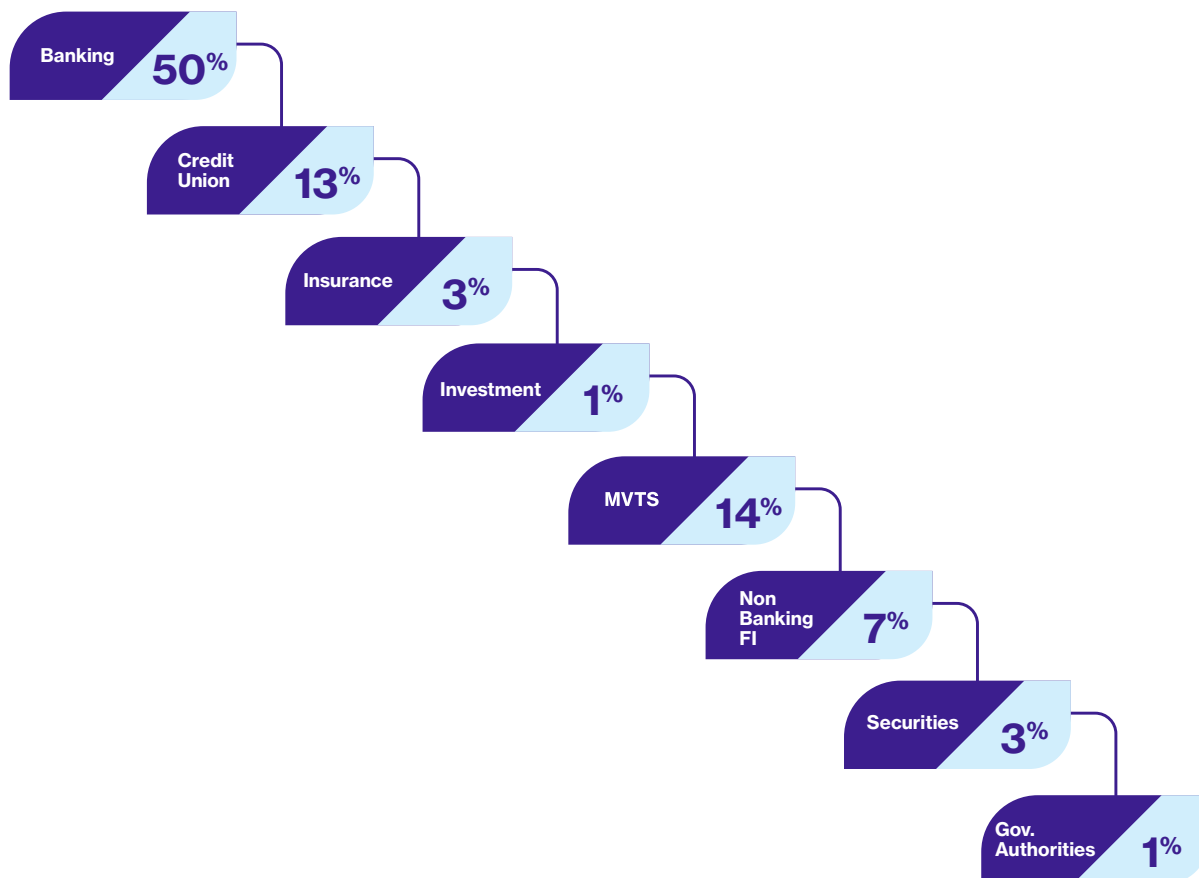 Banking
50%
Credit
Union
13%
Insurance
3%
Investment
1%
MVTS
14%
Non
Banking
FI
7%
Securities
3%
Gov.
Authorities
1%